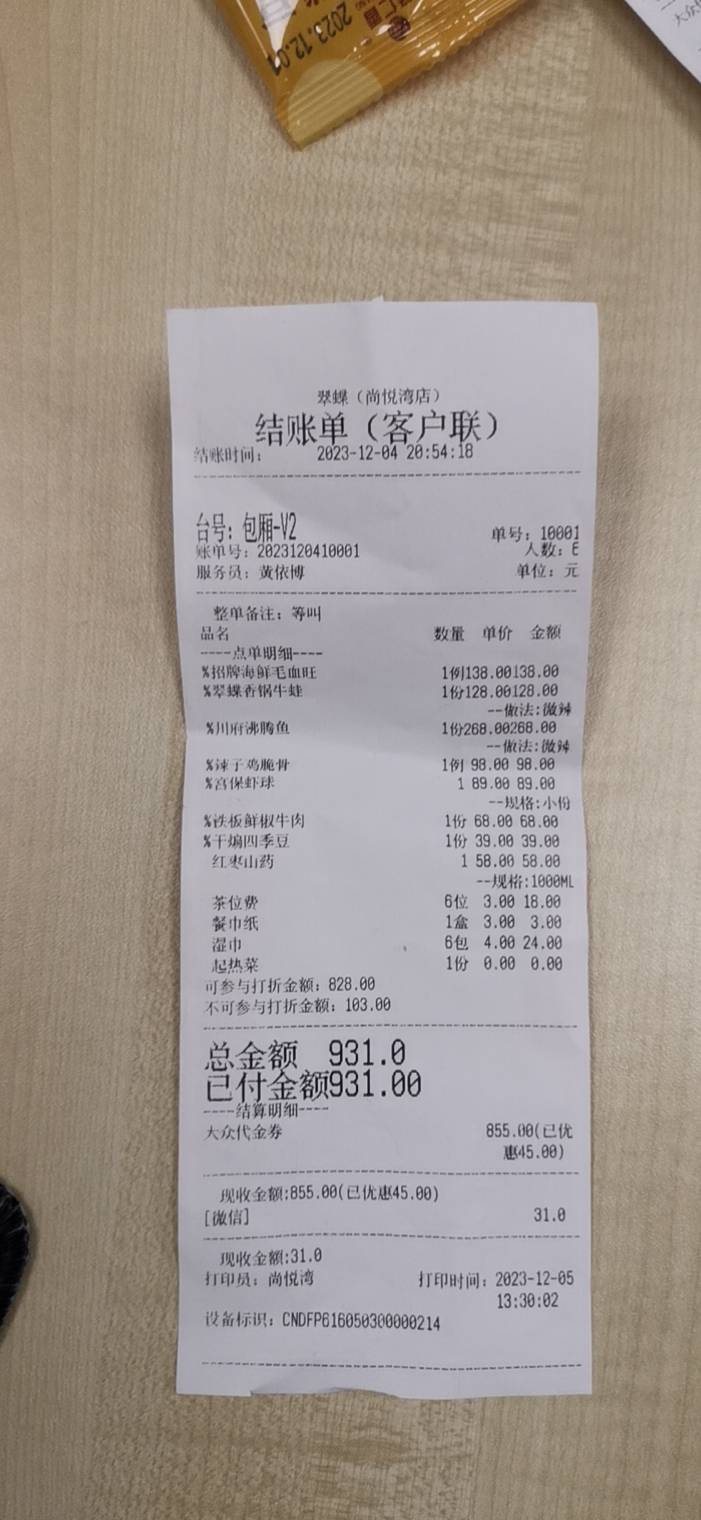 2023.12.01
翠蝶（尚悦湾店）
结账单（客户联）
结账时间： 2023-12-04 20:54:18
台号：包厢-V2 单号：10001
账单号：2023120410001 人数：6
服务员：黄依博 单位：元
整单备注：等叫
品名 数量 单价 金额
----点单明细----
%招牌海鲜毛血旺 1例138.00138.00
%翠蝶香锅牛蛙 1份128.00128.00
--做法:微辣
%川府沸腾鱼 1份268.00268.00
--做法:微辣
%辣子鸡脆骨 1例 98.00 98.00
%宫保虾球 1 89.00 89.00
--规格:小份
%铁板鲜椒牛肉 1份 68.00 68.00
%干煸四季豆 1份 39.00 39.00
红枣山药 1 58.00 58.00
--规格:1000ML
茶位费 6位 3.00 18.00
餐巾纸 1盒 3.00 3.00
湿巾 6包 4.00 24.00
起热菜 1份 0.00 0.00
可参与打折金额：828.00
不可参与打折金额：103.00
总金额 931.0
已付金额931.00
----结算明细----
大众代金券 855.00(已优
惠45.00)
现收金额:855.00(已优惠45.00)
[微信] 31.0
现收金额:31.0
打印员：尚悦湾 打印时间：2023-12-05
13:30:02
设备标识：CNDFP616050300000214